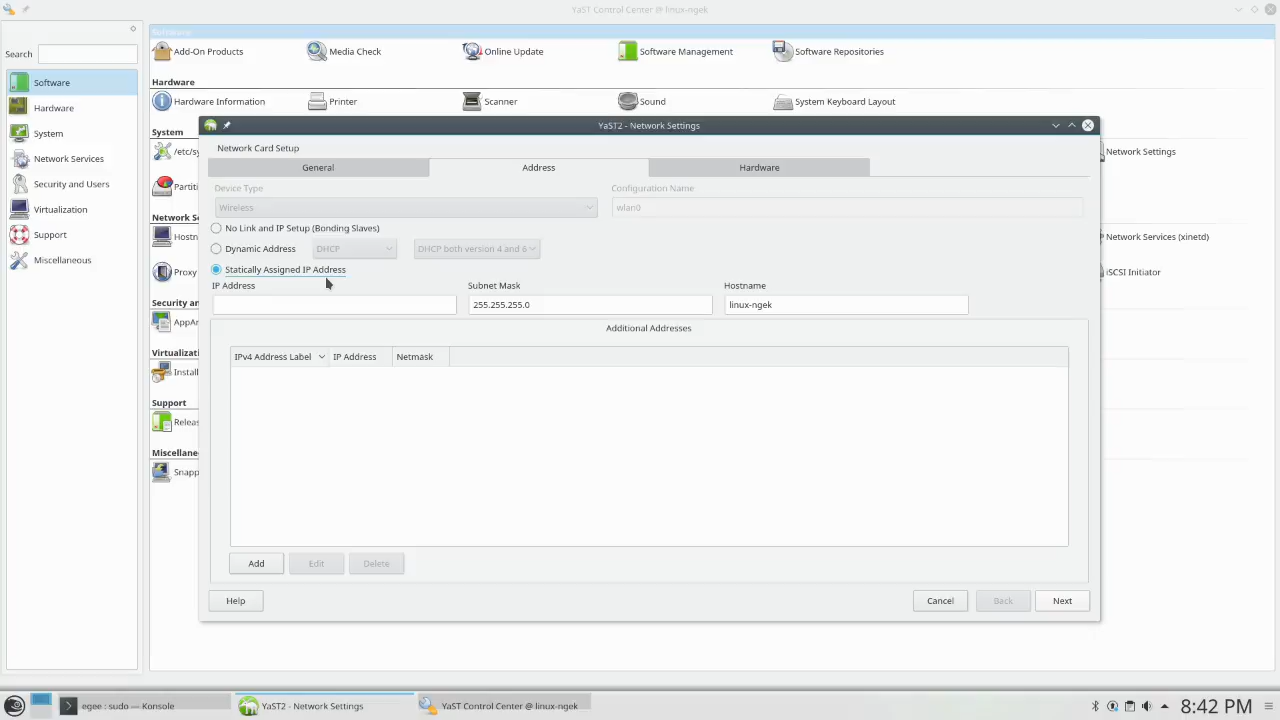 YaST Control Center @ linux-ngek
Search
Software
Hardware
System
Network Services
Security and Users
Virtualization
Support
Miscellaneous
Software
Add-On Products
Media Check
Online Update
Software Management
Software Repositories
Hardware
Hardware Information
Printer
Scanner
Sound
System Keyboard Layout
System
/etc/sy
Network Settings
Partiti
Network Se
Hostn
Network Services (xinetd)
Proxy
iSCSI Initiator
Security an
AppAr
Virtualizati
Install
Support
Releas
Miscellane
Snapp
YaST2 - Network Settings
Network Card Setup
General
Address
Hardware
Device Type
Configuration Name
Wireless
wlan0
No Link and IP Setup (Bonding Slaves)
Dynamic Address
DHCP
DHCP both version 4 and 6
Statically Assigned IP Address
IP Address
Subnet Mask
Hostname
255.255.255.0
linux-ngek
Additional Addresses
IPv4 Address Label
IP Address
Netmask
Add
Edit
Delete
Help
Cancel
Back
Next
egee : sudo — Konsole
YaST2 - Network Settings
YaST Control Center @ linux-ngek
8:42 PM